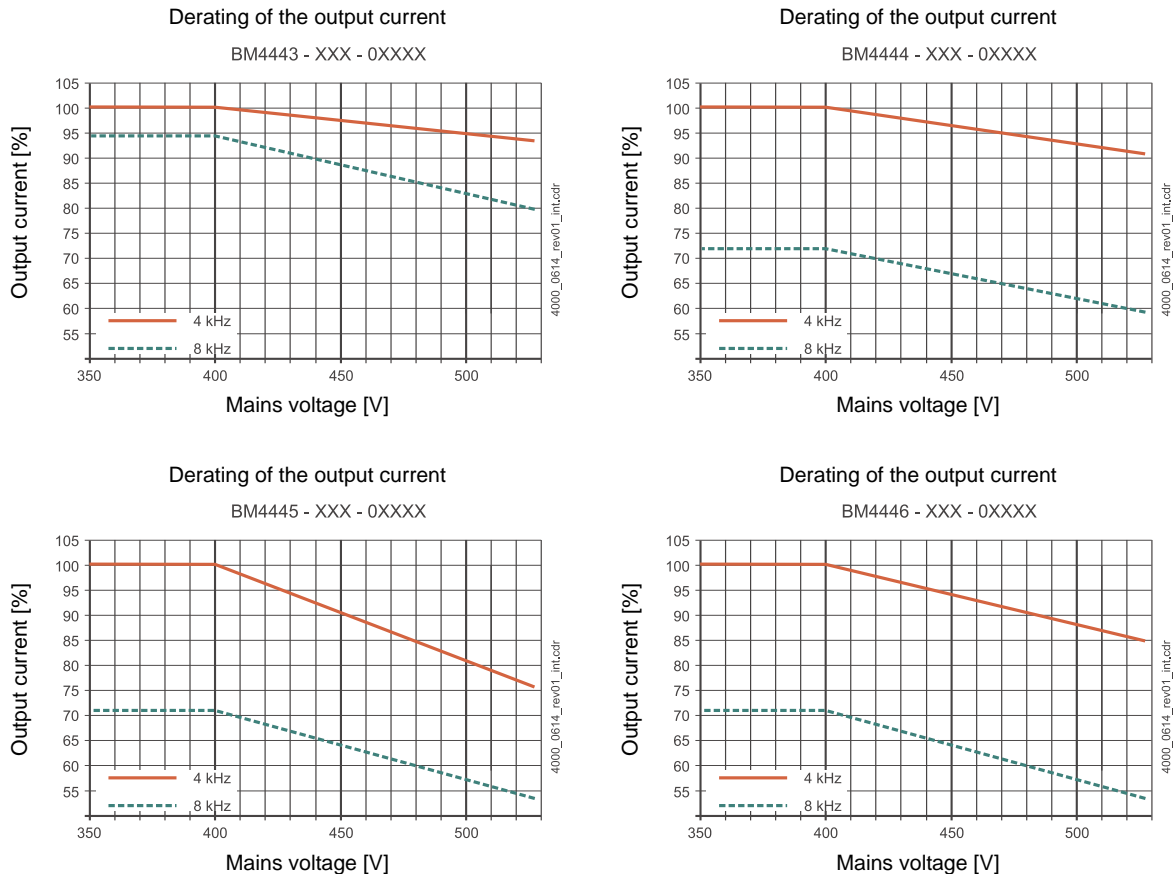 Derating of the output current
BM4443 - XXX - 0XXXX
105
100
95
90
85
80
75
70
65
60
55
Output current [%]
4 kHz
8 kHz
350
400
450
500
Mains voltage [V]
4000_0614_rev01_int.cdr
Derating of the output current
BM4444 - XXX - 0XXXX
105
100
95
90
85
80
75
70
65
60
55
Output current [%]
4 kHz
8 kHz
350
400
450
500
Mains voltage [V]
4000_0614_rev01_int.cdr
Derating of the output current
BM4445 - XXX - 0XXXX
105
100
95
90
85
80
75
70
65
60
55
Output current [%]
4 kHz
8 kHz
350
400
450
500
Mains voltage [V]
4000_0614_rev01_int.cdr
Derating of the output current
BM4446 - XXX - 0XXXX
105
100
95
90
85
80
75
70
65
60
55
Output current [%]
4 kHz
8 kHz
350
400
450
500
Mains voltage [V]
4000_0614_rev01_int.cdr